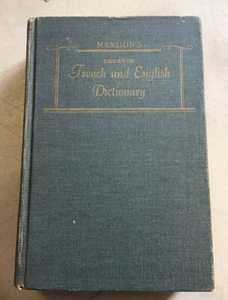 MANSION'S
SHORTER
French and English
Dictionary